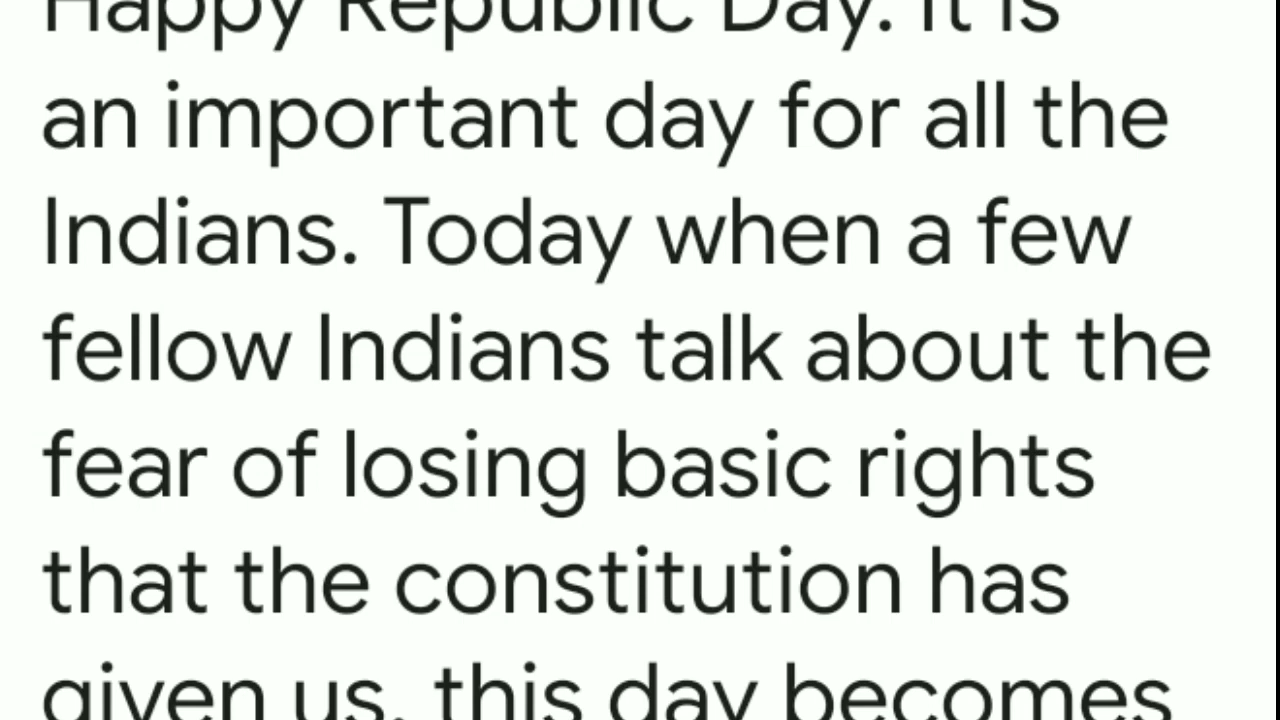 Happy Republic Day. It is
an important day for all the
Indians. Today when a few
fellow Indians talk about the
fear of losing basic rights
that the constitution has
given us, this day becomes